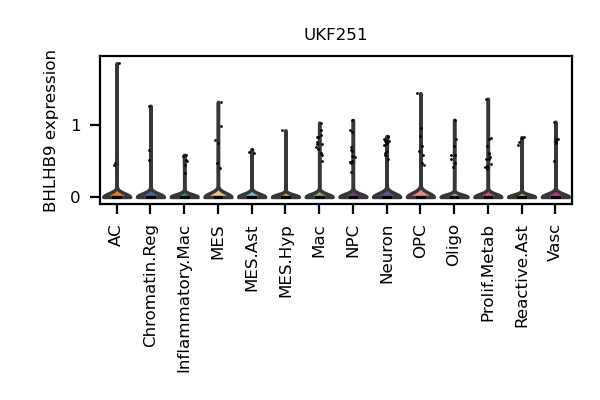 UKF251
BHLHB9 expression
1
0
AC
Chromatin.Reg
Inflammatory.Mac
MES
MES.Ast
MES.Hyp
Mac
NPC
Neuron
OPC
Oligo
Prolif.Metab
Reactive.Ast
Vasc